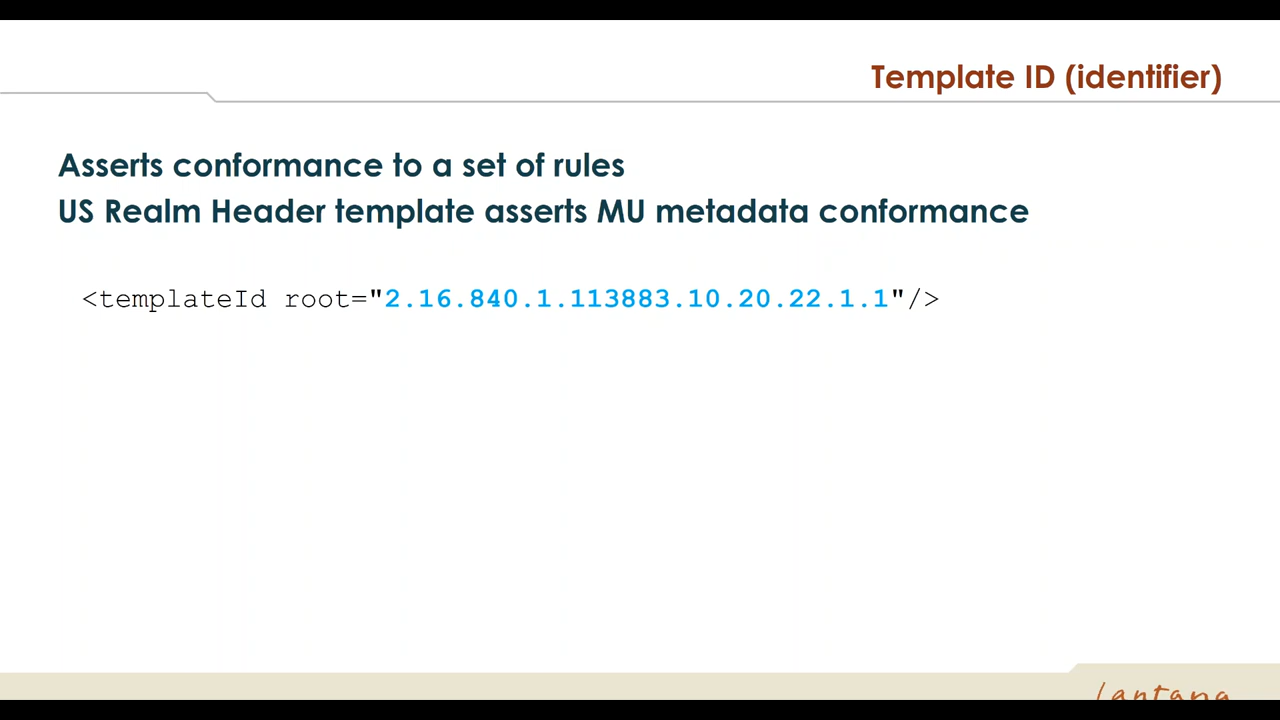 Template ID (identifier)
Asserts conformance to a set of rules
US Realm Header template asserts MU metadata conformance
<templateId root="2.16.840.1.113883.10.20.22.1.1"/>
lantana